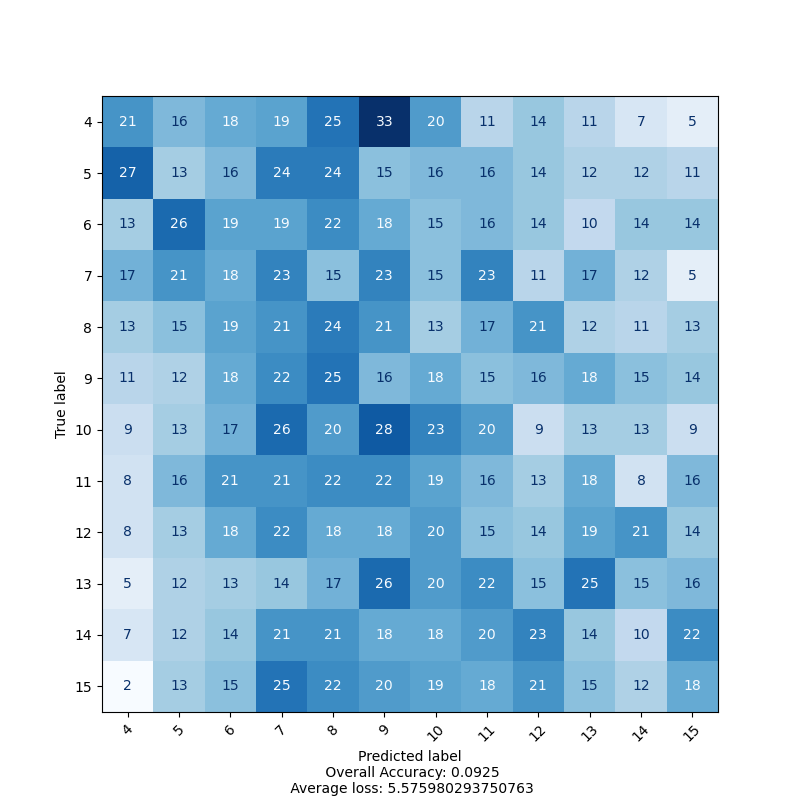 4 21 16 18 19 25 33 20 11 14 11 7 5
5 27 13 16 24 24 15 16 16 14 12 12 11
6 13 26 19 19 22 18 15 16 14 10 14 14
7 17 21 18 23 15 23 15 23 11 17 12 5
8 13 15 19 21 24 21 13 17 21 12 11 13
9 11 12 18 22 25 16 18 15 16 18 15 14
True label
10 9 13 17 26 20 28 23 20 9 13 13 9
11 8 16 21 21 22 22 19 16 13 18 8 16
12 8 13 18 22 18 18 20 15 14 19 21 14
13 5 12 13 14 17 26 20 22 15 25 15 16
14 7 12 14 21 21 18 18 20 23 14 10 22
15 2 13 15 25 22 20 19 18 21 15 12 18
4 5 6 7 8 9 10 11 12 13 14 15
Predicted label
Overall Accuracy: 0.0925
Average loss: 5.575980293750763